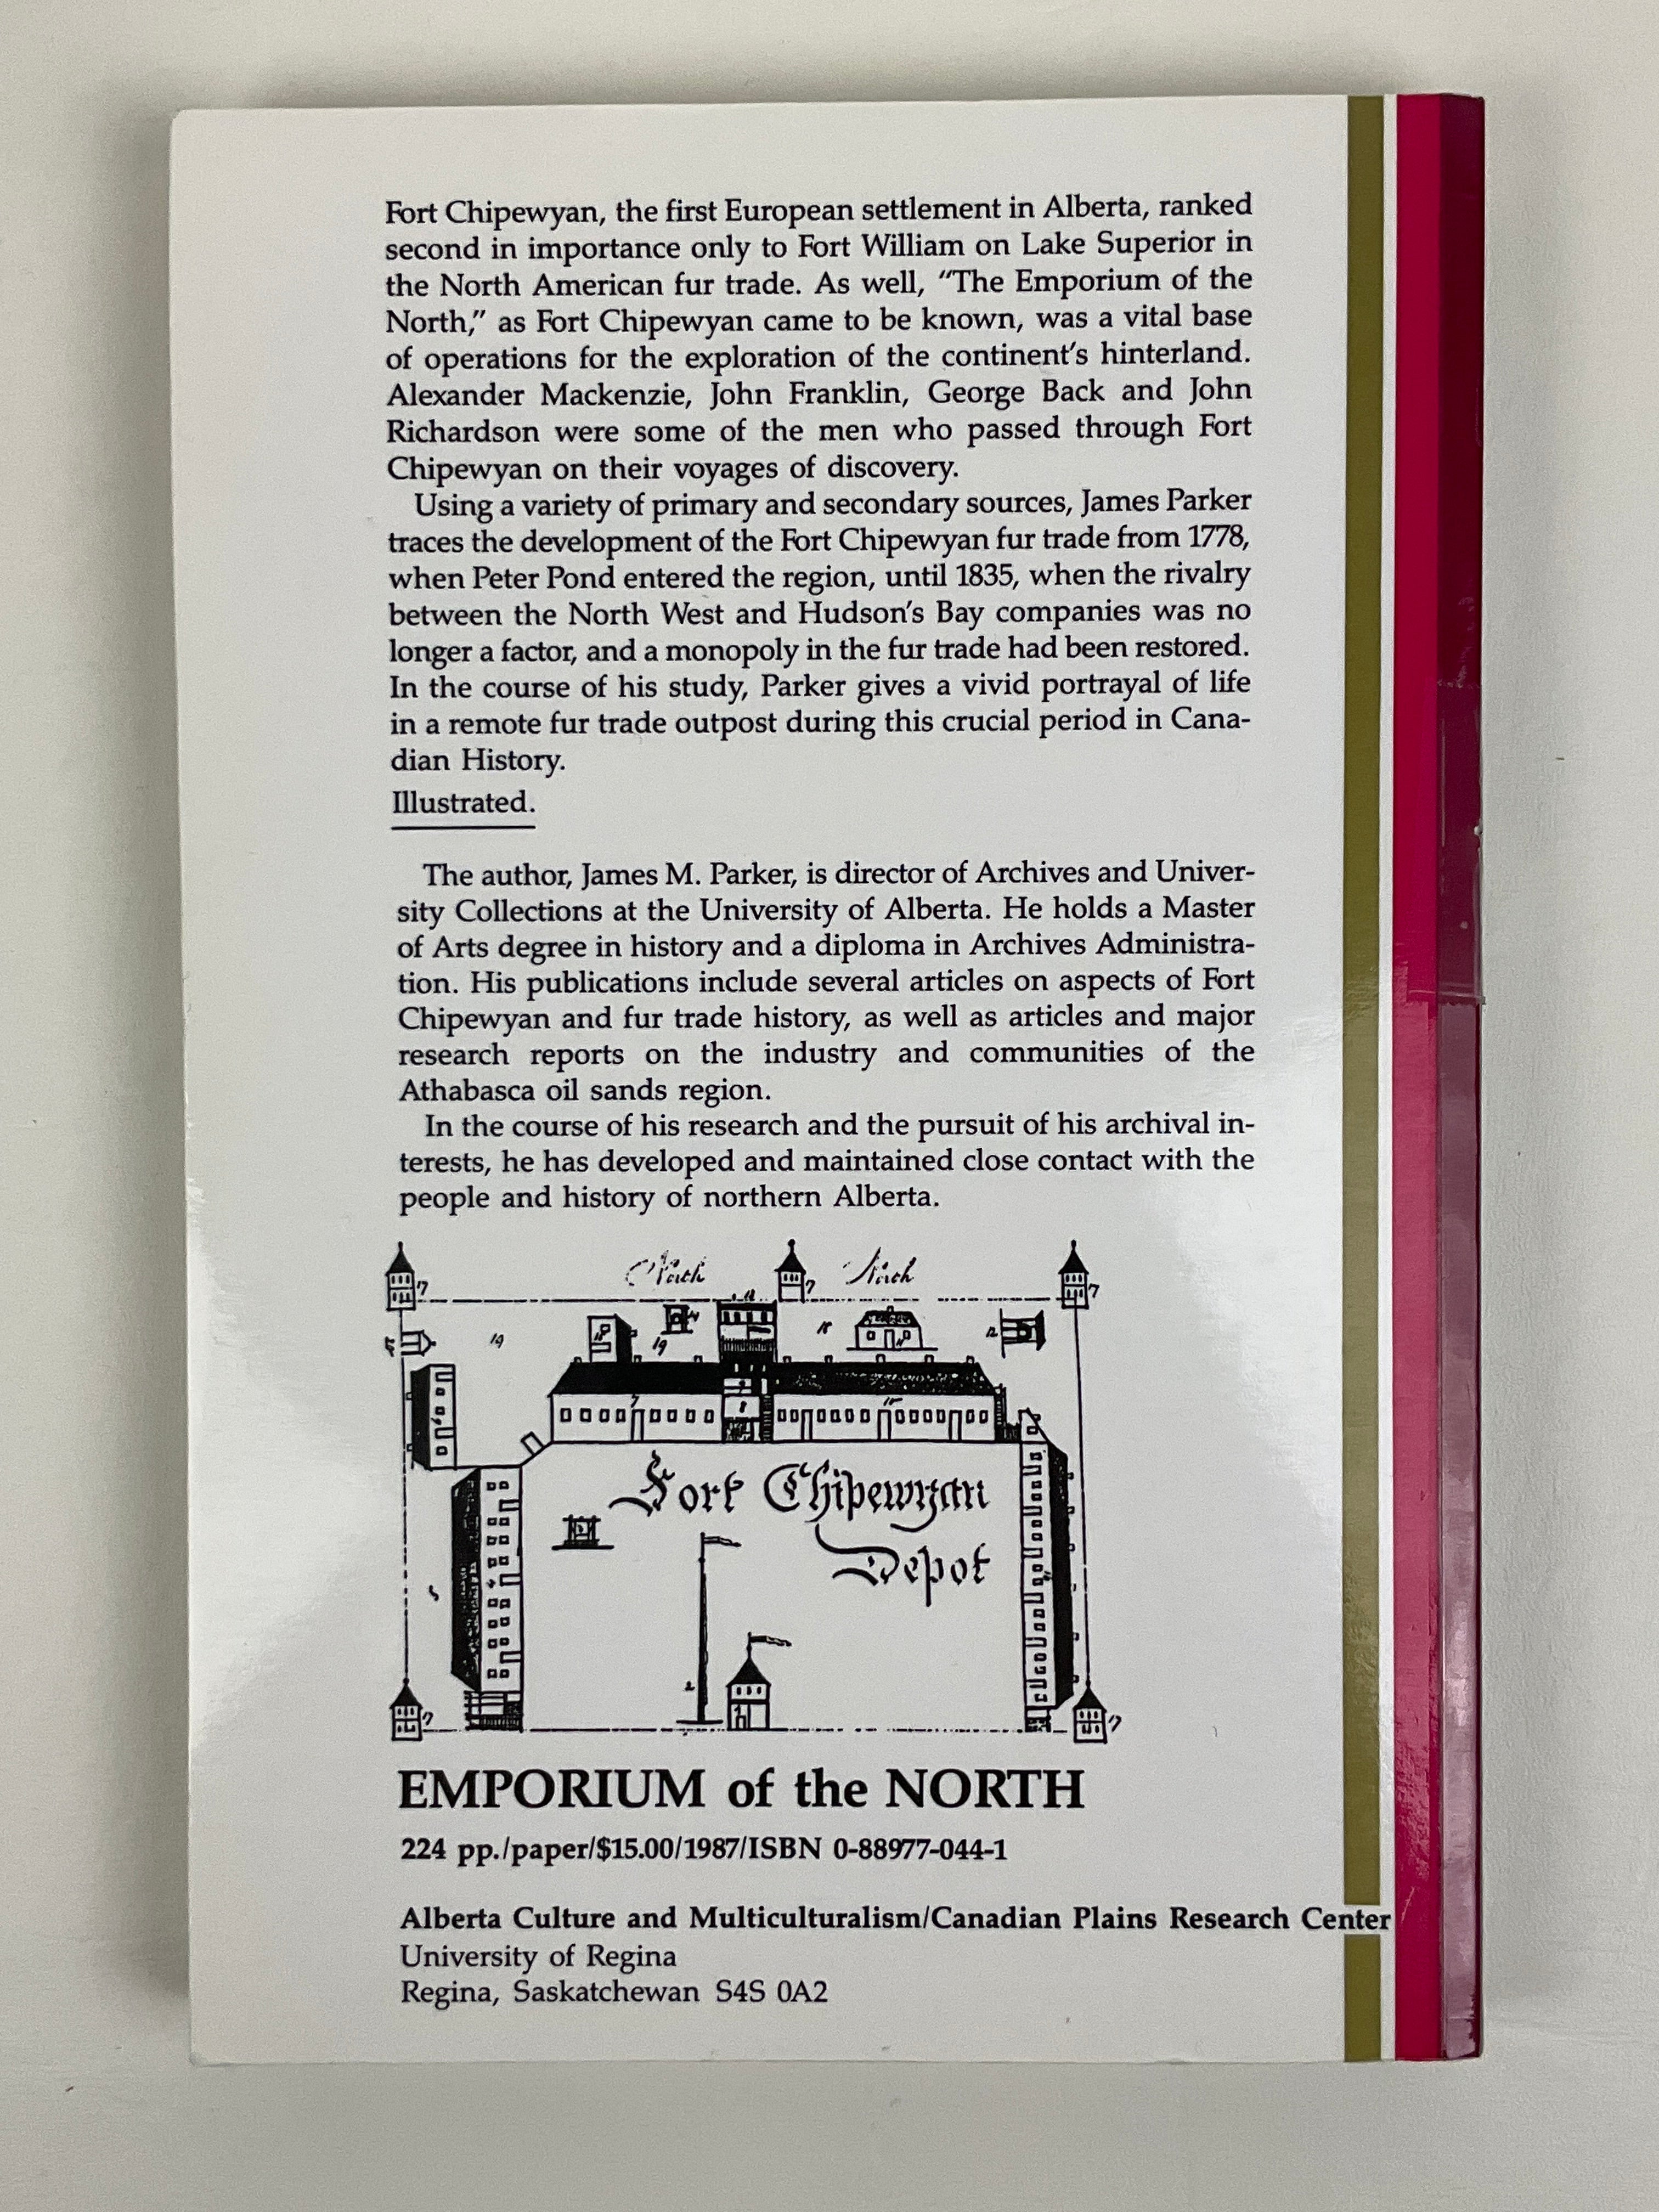 Fort Chipewyan, the first European settlement in Alberta, ranked
second in importance only to Fort William on Lake Superior in
the North American fur trade. As well, "The Emporium of the
North," as Fort Chipewyan came to be known, was a vital base
of operations for the exploration of the continent's hinterland.
Alexander Mackenzie, John Franklin, George Back and John
Richardson were some of the men who passed through Fort
Chipewyan on their voyages of discovery.
Using a variety of primary and secondary sources, James Parker
traces the development of the Fort Chipewyan fur trade from 1778,
when Peter Pond entered the region, until 1835, when the rivalry
between the North West and Hudson's Bay companies was no
longer a factor, and a monopoly in the fur trade had been restored.
In the course of his study, Parker gives a vivid portrayal of life
in a remote fur trade outpost during this crucial period in Cana-
dian History.
Illustrated.
The author, James M. Parker, is director of Archives and Univer-
sity Collections at the University of Alberta. He holds a Master
of Arts degree in history and a diploma in Archives Administra-
tion. His publications include several articles on aspects of Fort
Chipewyan and fur trade history, as well as articles and major
research reports on the industry and communities of the
Athabasca oil sands region.
In the course of his research and the pursuit of his archival in-
terests, he has developed and maintained close contact with the
people and history of northern Alberta.
North North
7 7 7
19 19 18 12
Fort Chipewyan
Depot
7 7
EMPORIUM of the NORTH
224 pp./paper/$15.00/1987/ISBN 0-88977-044-1
Alberta Culture and Multiculturalism/Canadian Plains Research Center
University of Regina
Regina, Saskatchewan S4S 0A2